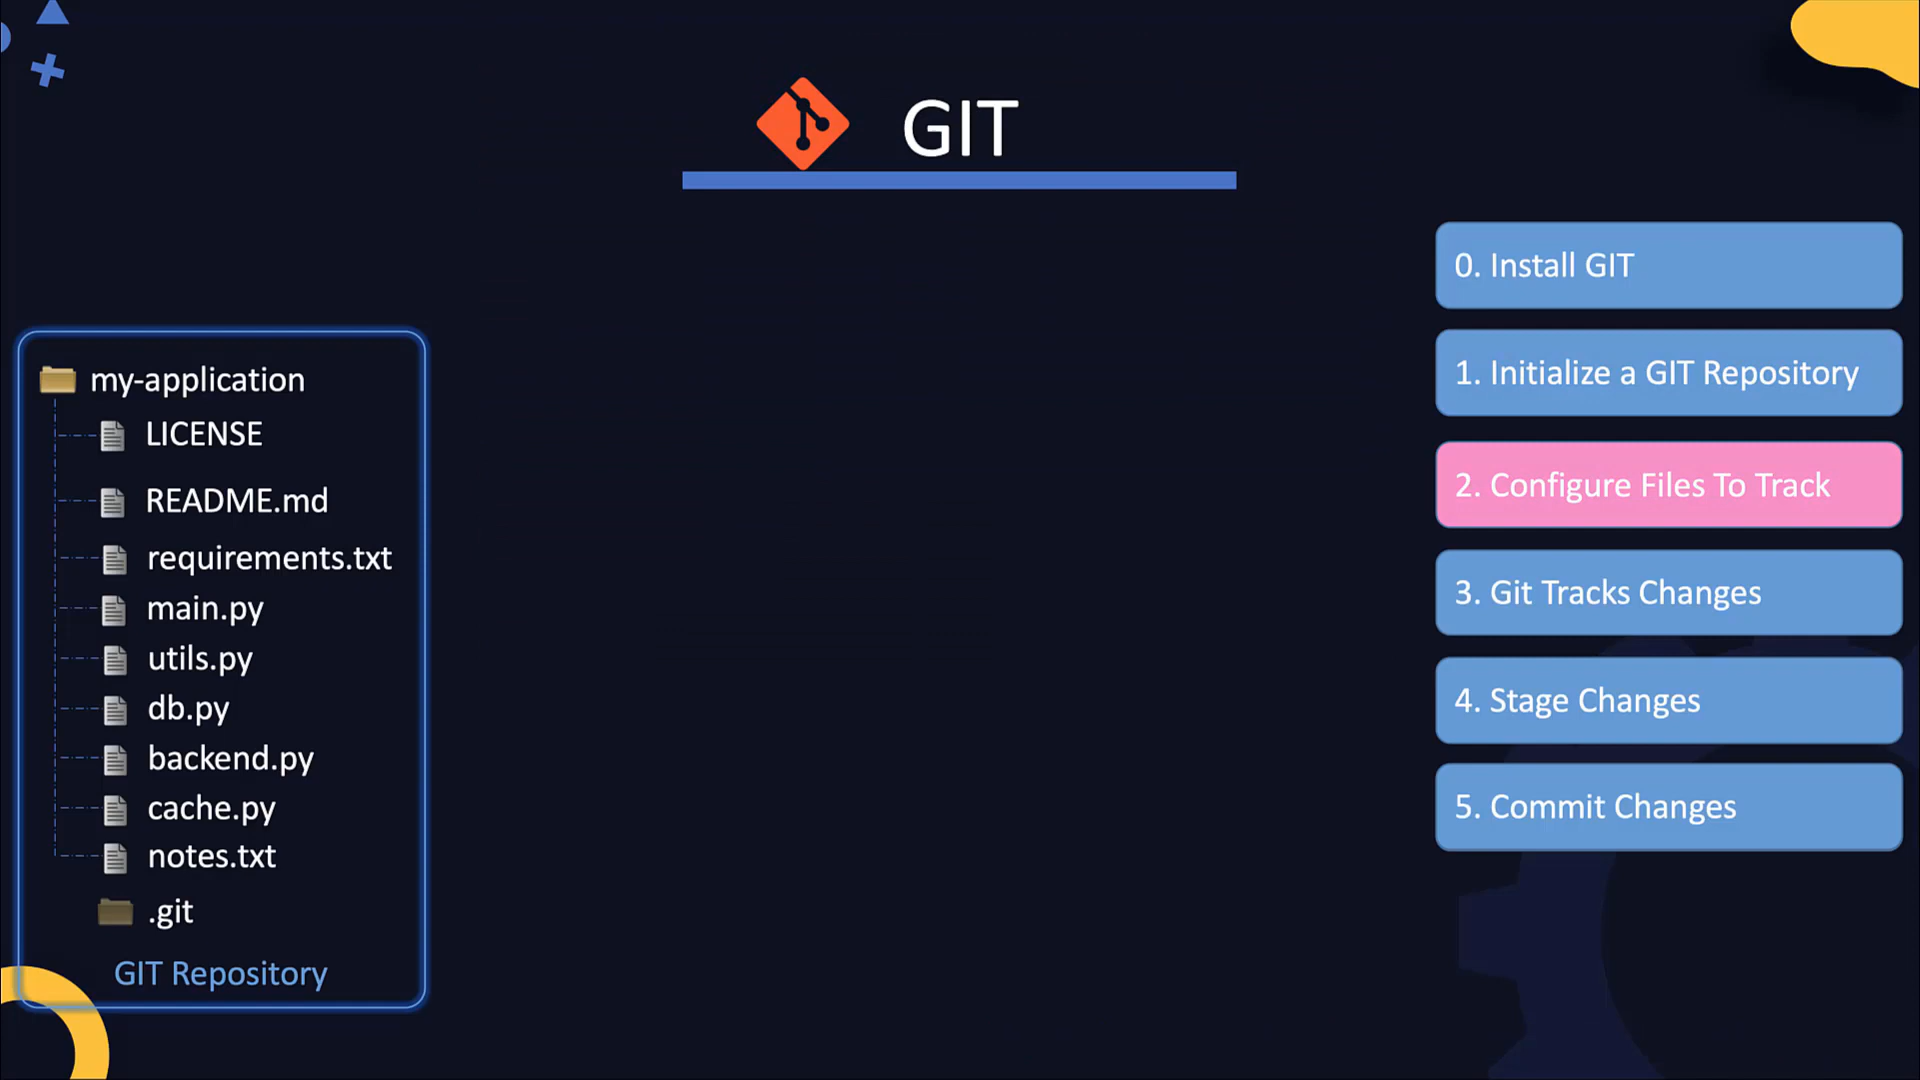 GIT
my-application
LICENSE
README.md
requirements.txt
main.py
utils.py
db.py
backend.py
cache.py
notes.txt
.git
GIT Repository
0. Install GIT
1. Initialize a GIT Repository
2. Configure Files To Track
3. Git Tracks Changes
4. Stage Changes
5. Commit Changes